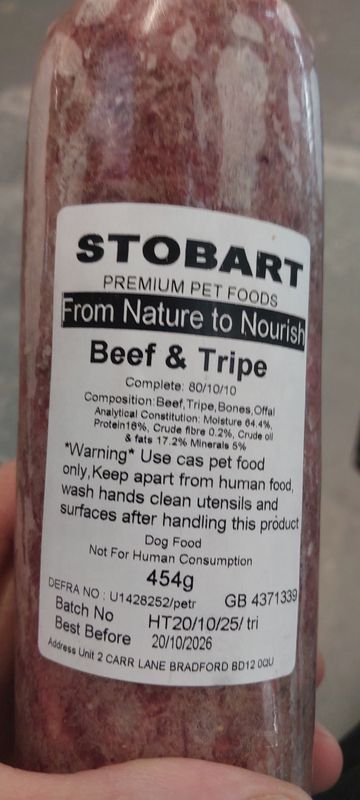 STOBART
PREMIUM PET FOODS
From Nature to Nourish
Beef & Tripe
Complete: 80/10/10
Composition: Beef, Tripe, Bones, Offal
Analytical Constitution: Moisture 64.4%,
Protein16%, Crude fibre 0.2%, Crude oil
& fats 17.2% Minerals 5%
*Warning* Use cas pet food
only, Keep apart from human food,
wash hands clean utensils and
surfaces after handling this product
Dog Food
Not For Human Consumption
454g
DEFRA NO : U1428252/petr GB 4371339
Batch No HT20/10/25/ tri
Best Before 20/10/2026
Address Unit 2 CARR LANE BRADFORD BD12 0QU